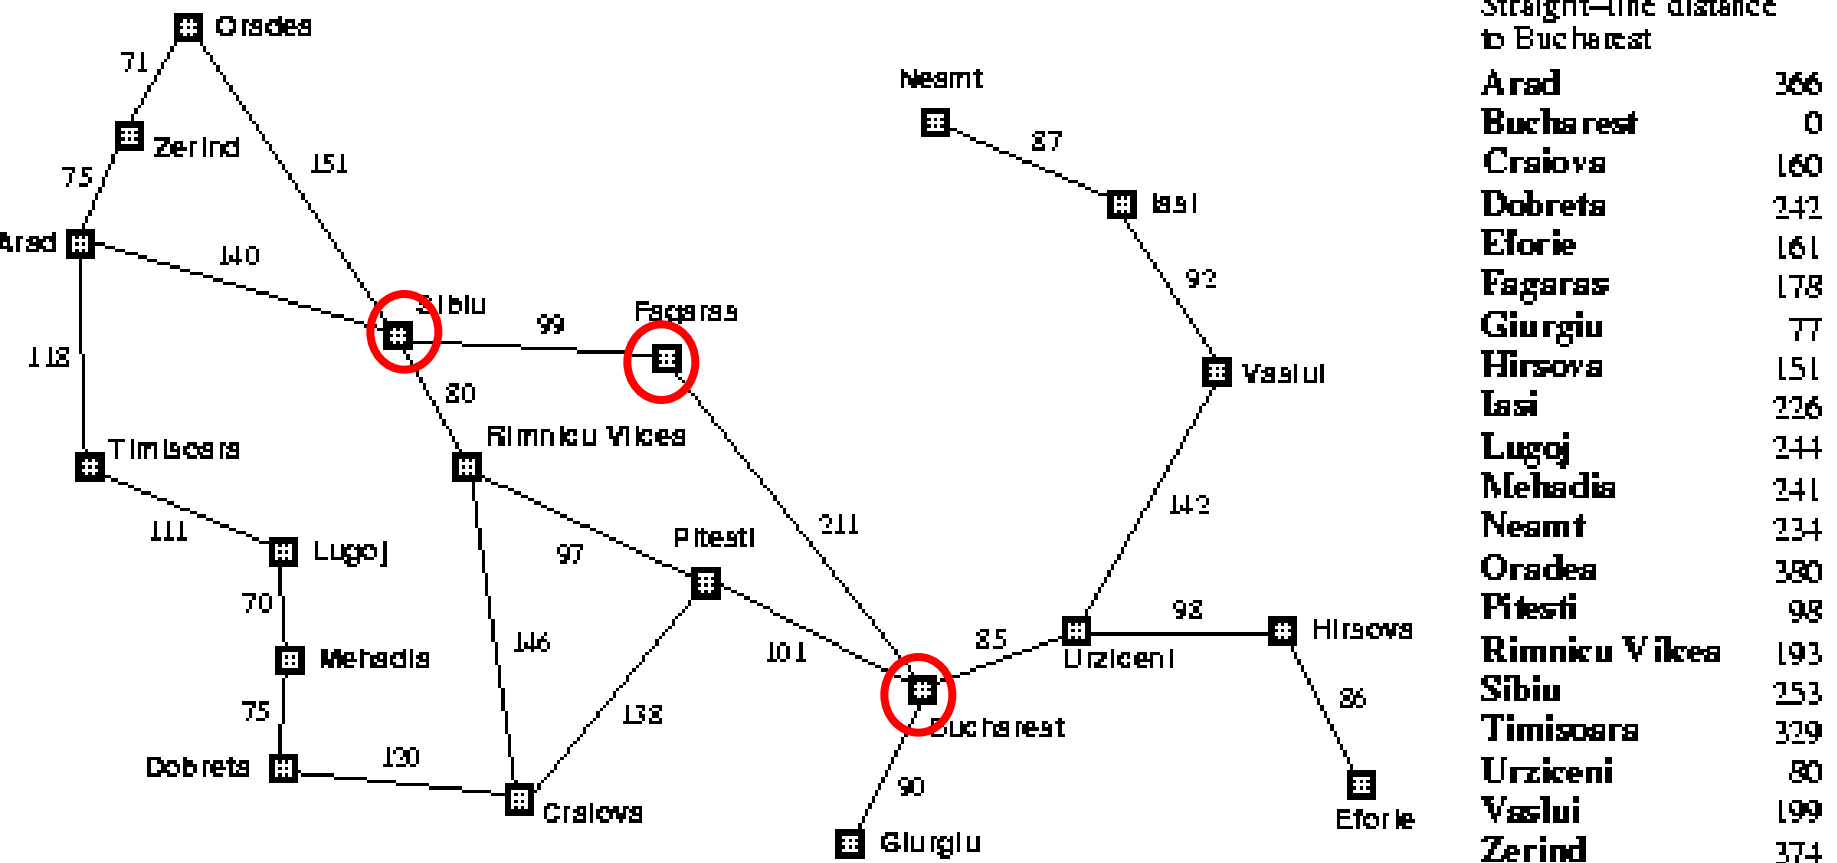 Oradea
71
Zerind
75
151
Arad
140
118
Sibiu
99
Fagaras
80
Rimnicu Vilcea
Timisoara
111
Lugoj
70
Mehadia
75
Dobreta
120
Craiova
146
97
Pitesti
211
138
101
Bucharest
90
Giurgiu
85
Urziceni
Neamt
87
Iasi
92
Vaslui
142
98
Hirsova
86
Eforie
Straight–line distance
to Bucharest
Arad 366
Bucharest 0
Craiova 160
Dobreta 242
Eforie 161
Fagaras 178
Giurgiu 77
Hirsova 151
Iasi 226
Lugoj 244
Mehadia 241
Neamt 234
Oradea 380
Pitesti 98
Rimnicu Vilcea 193
Sibiu 253
Timisoara 329
Urziceni 80
Vaslui 199
Zerind 374